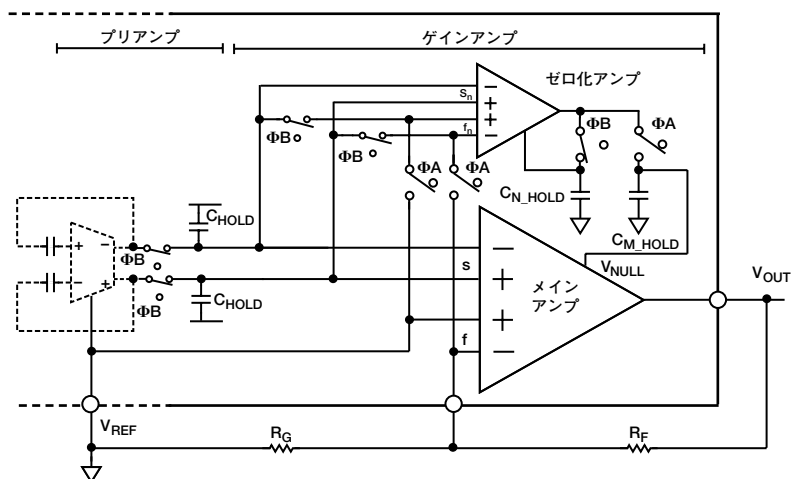 プリアンプ
ゲインアンプ
ゼロ化アンプ
Sn
fn
ΦB
ΦB
ΦB
ΦA
ΦA
ΦA
CN_HOLD
CM_HOLD
CHOLD
ΦB
ΦB
CHOLD
S
f
VNULL
メイン
アンプ
VOUT
VREF
RG
RF